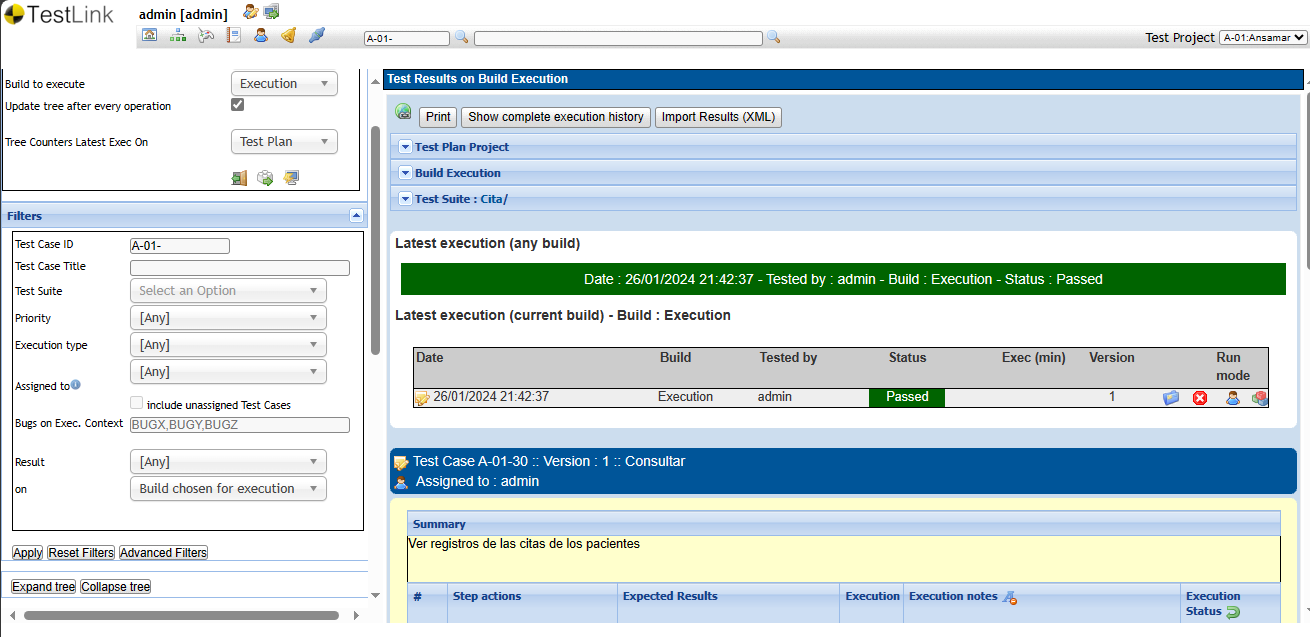 TestLink
admin [admin]
A-01-
Test Project
A-01:Ansamar
Build to execute
Execution
Update tree after every operation
Tree Counters Latest Exec On
Test Plan
Filters
Test Case ID
A-01-
Test Case Title
Test Suite
Select an Option
Priority
[Any]
Execution type
[Any]
[Any]
Assigned to
include unassigned Test Cases
Bugs on Exec. Context
BUGX,BUGY,BUGZ
Result
[Any]
on
Build chosen for execution
Apply
Reset Filters
Advanced Filters
Expand tree
Collapse tree
Test Results on Build Execution
Print
Show complete execution history
Import Results (XML)
Test Plan Project
Build Execution
Test Suite : Cita/
Latest execution (any build)
Date : 26/01/2024 21:42:37 - Tested by : admin - Build : Execution - Status : Passed
Latest execution (current build) - Build : Execution
Date Build Tested by Status Exec (min) Version Run mode
26/01/2024 21:42:37 Execution admin Passed 1
Test Case A-01-30 :: Version : 1 :: Consultar
Assigned to : admin
Summary
Ver registros de las citas de los pacientes
# Step actions Expected Results Execution Execution notes Execution Status